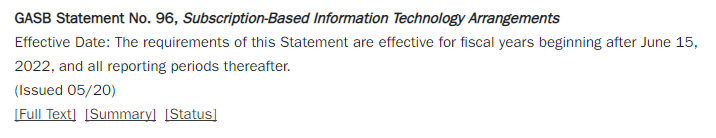 GASB Statement No. 96, Subscription-Based Information Technology Arrangements
Effective Date: The requirements of this Statement are effective for fiscal years beginning after June 15,
2022, and all reporting periods thereafter.
(Issued 05/20)
[Full Text] [Summary] [Status]